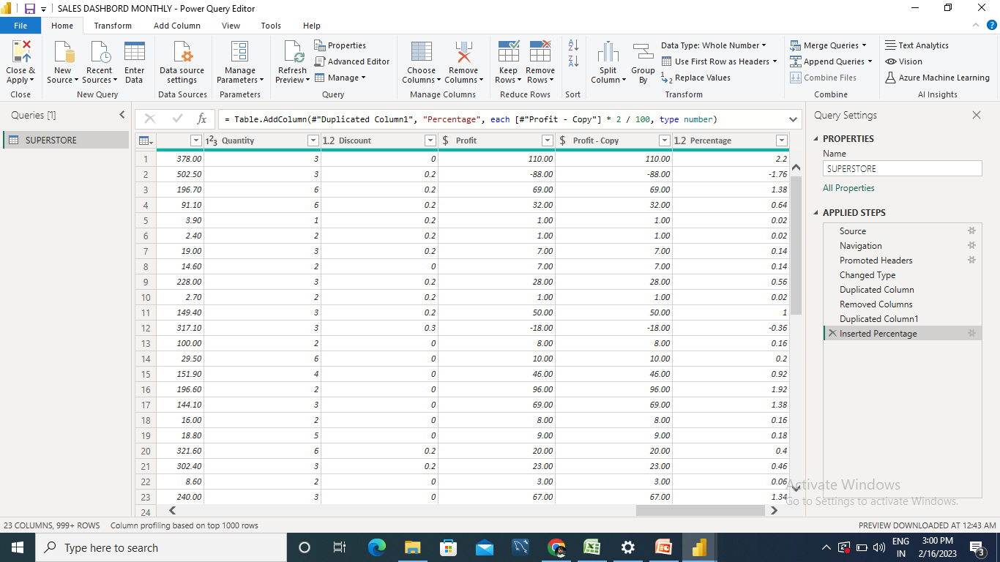 SALES DASHBORD MONTHLY - Power Query Editor
File Home Transform Add Column View Tools Help
Close & Apply
Close
New Source
Recent Sources
Enter Data
New Query
Data source settings
Data Sources
Manage Parameters
Parameters
Refresh Preview
Properties
Advanced Editor
Manage
Query
Choose Columns
Remove Columns
Manage Columns
Keep Rows
Remove Rows
Reduce Rows
Sort
Split Column
Group By
Data Type: Whole Number
Use First Row as Headers
Replace Values
Transform
Merge Queries
Append Queries
Combine Files
Combine
Text Analytics
Vision
Azure Machine Learning
AI Insights
Queries [1]
SUPERSTORE
fx = Table.AddColumn(#"Duplicated Column1", "Percentage", each [#"Profit - Copy"] * 2 / 100, type number)
123 Quantity 1.2 Discount $ Profit $ Profit - Copy 1.2 Percentage
1 378.00 3 0 110.00 110.00 2.2
2 502.50 3 0.2 -88.00 -88.00 -1.76
3 196.70 6 0.2 69.00 69.00 1.38
4 91.10 6 0.2 32.00 32.00 0.64
5 3.90 1 0.2 1.00 1.00 0.02
6 2.40 2 0.2 1.00 1.00 0.02
7 19.00 3 0.2 7.00 7.00 0.14
8 14.60 2 0 7.00 7.00 0.14
9 228.00 3 0.2 28.00 28.00 0.56
10 2.70 2 0.2 1.00 1.00 0.02
11 149.40 3 0.2 50.00 50.00 1
12 317.10 3 0.3 -18.00 -18.00 -0.36
13 100.00 2 0 8.00 8.00 0.16
14 29.50 6 0 10.00 10.00 0.2
15 151.90 4 0 46.00 46.00 0.92
16 196.60 2 0 96.00 96.00 1.92
17 144.10 3 0 69.00 69.00 1.38
18 16.00 2 0 8.00 8.00 0.16
19 18.80 5 0 9.00 9.00 0.18
20 321.60 6 0.2 20.00 20.00 0.4
21 302.40 3 0.2 23.00 23.00 0.46
22 8.60 2 0 3.00 3.00 0.06
23 240.00 3 0 67.00 67.00 1.34
24
Query Settings
PROPERTIES
Name
SUPERSTORE
All Properties
APPLIED STEPS
Source
Navigation
Promoted Headers
Changed Type
Duplicated Column
Removed Columns
Duplicated Column1
Inserted Percentage
Activate Windows
Go to Settings to activate Windows.
23 COLUMNS, 999+ ROWS Column profiling based on top 1000 rows
PREVIEW DOWNLOADED AT 12:43 AM
Type here to search
ENG
IN
3:00 PM
2/16/2023
3